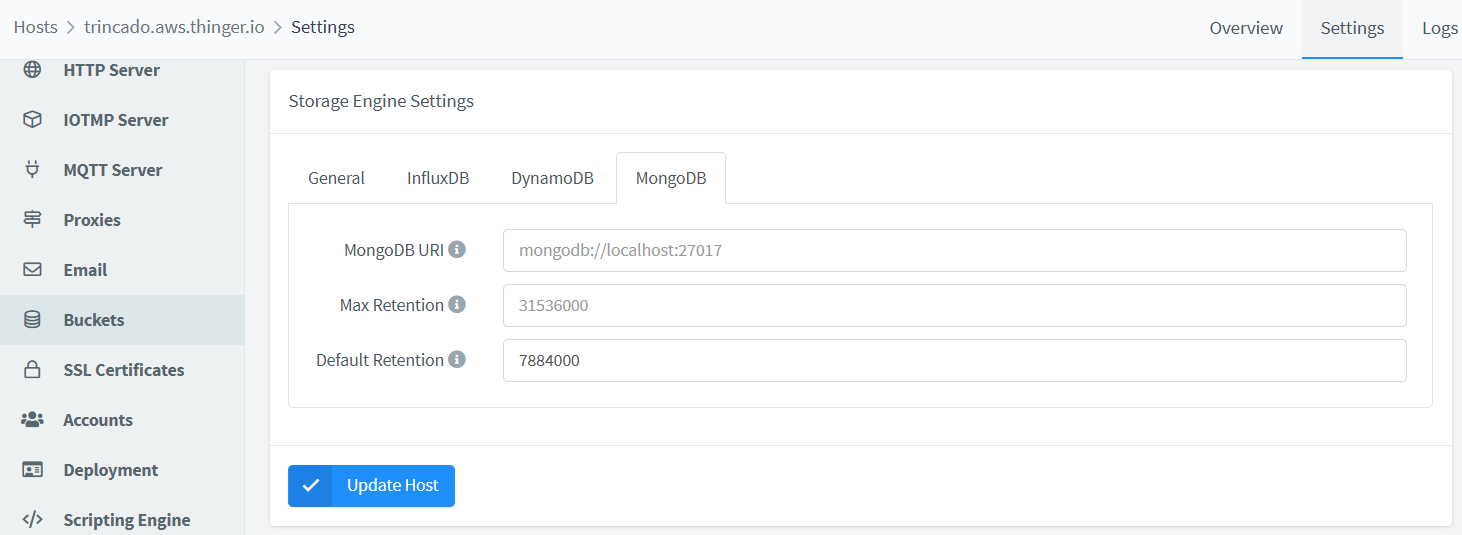 Hosts > trincado.aws.thinger.io > Settings
Overview Settings Logs
HTTP Server
IOTMP Server
MQTT Server
Proxies
Email
Buckets
SSL Certificates
Accounts
Deployment
Scripting Engine
Storage Engine Settings
General InfluxDB DynamoDB MongoDB
MongoDB URI mongodb://localhost:27017
Max Retention 31536000
Default Retention 7884000
Update Host